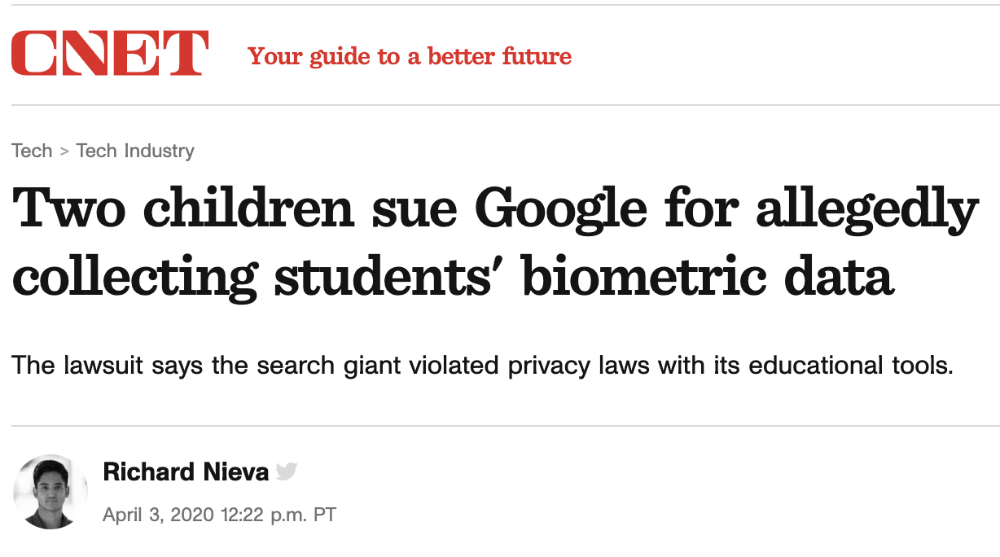 CNET Your guide to a better future
Tech > Tech Industry
Two children sue Google for allegedly
collecting students' biometric data
The lawsuit says the search giant violated privacy laws with its educational tools.
Richard Nieva
April 3, 2020 12:22 p.m. PT